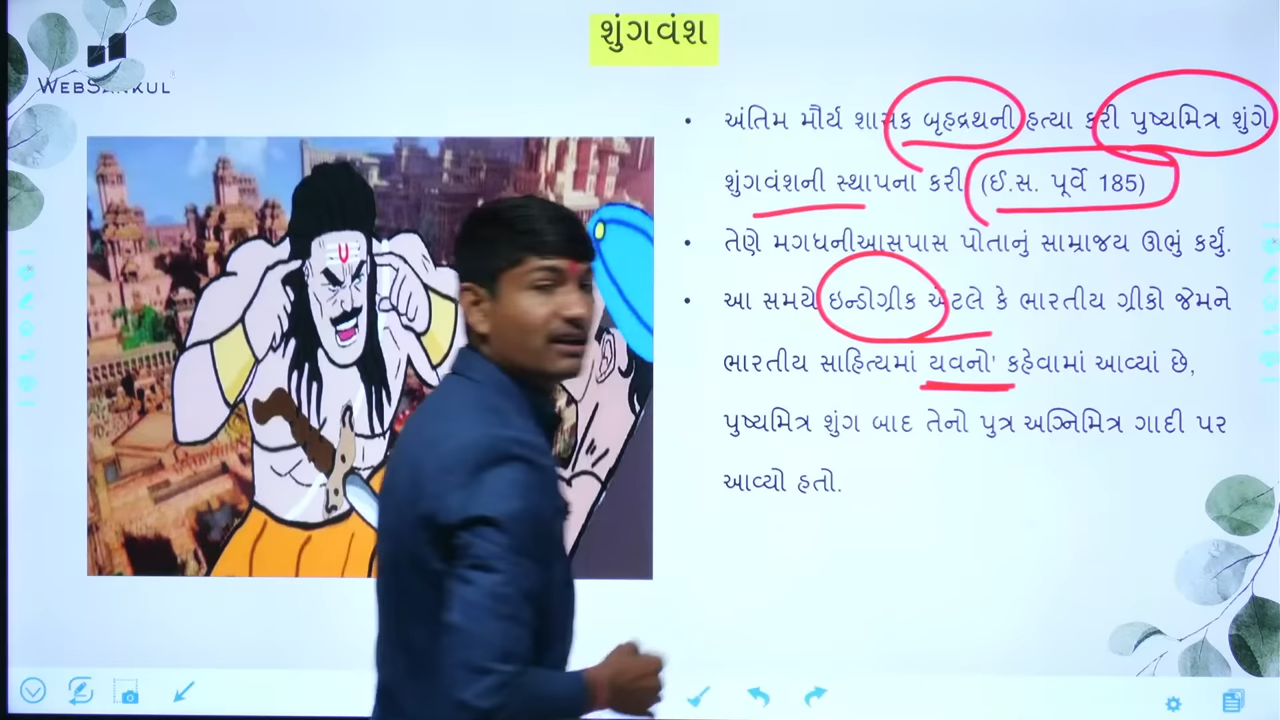 શુંગવંશ
WEBSANKUL
• અંતિમ મૌર્ય શાસક બૃહદ્રથની હત્યા કરી પુષ્યમિત્ર શુંગે
શુંગવંશની સ્થાપના કરી (ઈ.સ. પૂર્વે 185)
• તેણે મગધનીઆસપાસ પોતાનું સામ્રાજય ઊભું કર્યું.
• આ સમયે ઇન્ડોગ્રીક એટલે કે ભારતીય ગ્રીકો જેમને
ભારતીય સાહિત્યમાં યવનો' કહેવામાં આવ્યાં છે,
પુષ્યમિત્ર શુંગ બાદ તેનો પુત્ર અગ્નિમિત્ર ગાદી પર
આવ્યો હતો.